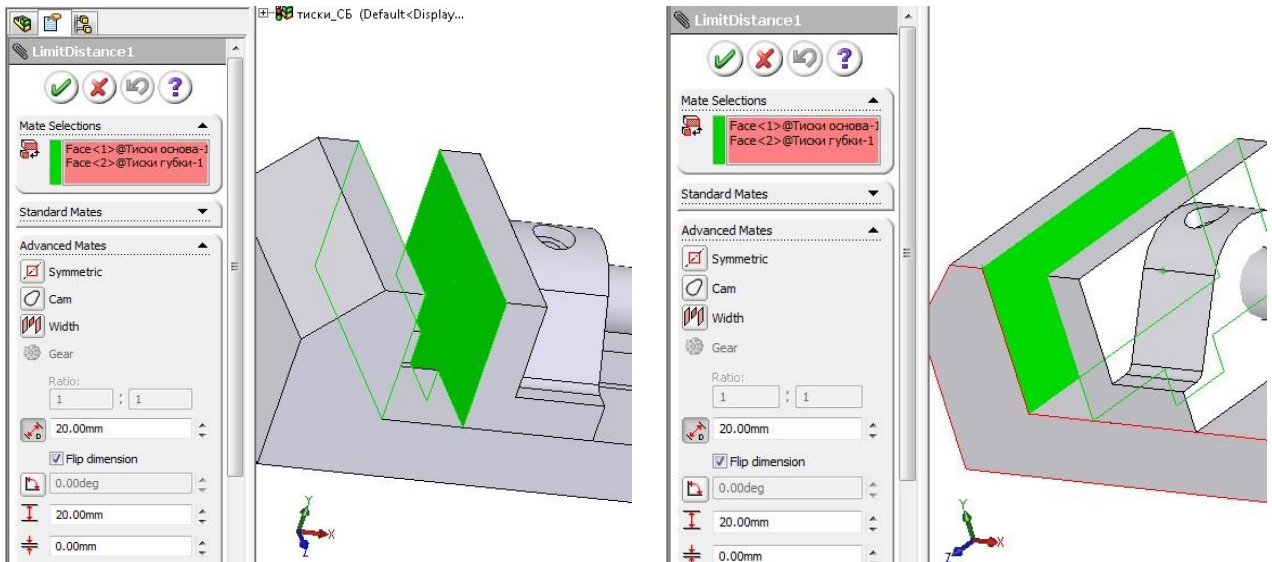 тиски_СБ (Default<Display...
LimitDistance1
Mate Selections
Face<1>@Тиски основа-1
Face<2>@Тиски губки-1
Standard Mates
Advanced Mates
Symmetric
Cam
Width
Gear
Ratio:
1 : 1
20.00mm
Flip dimension
0.00deg
20.00mm
0.00mm
Y
X
Z
LimitDistance1
Mate Selections
Face<1>@Тиски основа-1
Face<2>@Тиски губки-1
Standard Mates
Advanced Mates
Symmetric
Cam
Width
Gear
Ratio:
1 : 1
20.00mm
Flip dimension
0.00deg
20.00mm
0.00mm
Y
X
Z